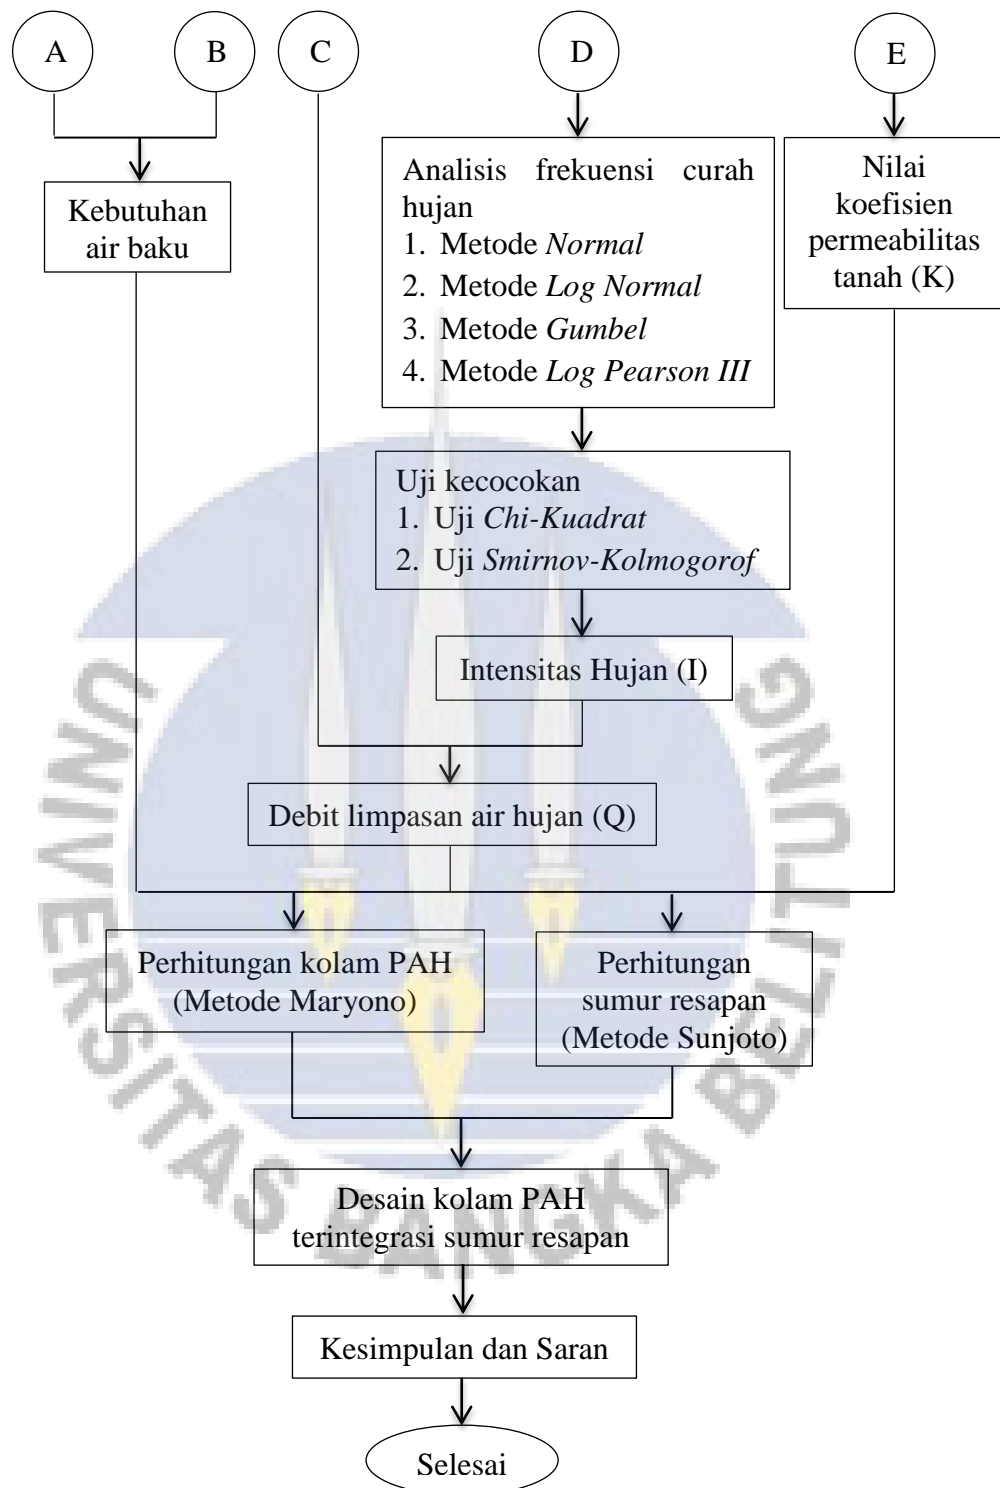 A
B
C
D
E
Kebutuhan
air baku
Analisis frekuensi curah
hujan
1. Metode Normal
2. Metode Log Normal
3. Metode Gumbel
4. Metode Log Pearson III
Nilai
koefisien
permeabilitas
tanah (K)
Uji kecocokan
1. Uji Chi-Kuadrat
2. Uji Smirnov-Kolmogorof
Intensitas Hujan (I)
Debit limpasan air hujan (Q)
Perhitungan kolam PAH
(Metode Maryono)
Perhitungan
sumur resapan
(Metode Sunjoto)
Desain kolam PAH
terintegrasi sumur resapan
Kesimpulan dan Saran
Selesai
UNIVERSITAS BANGKA BELITUNG